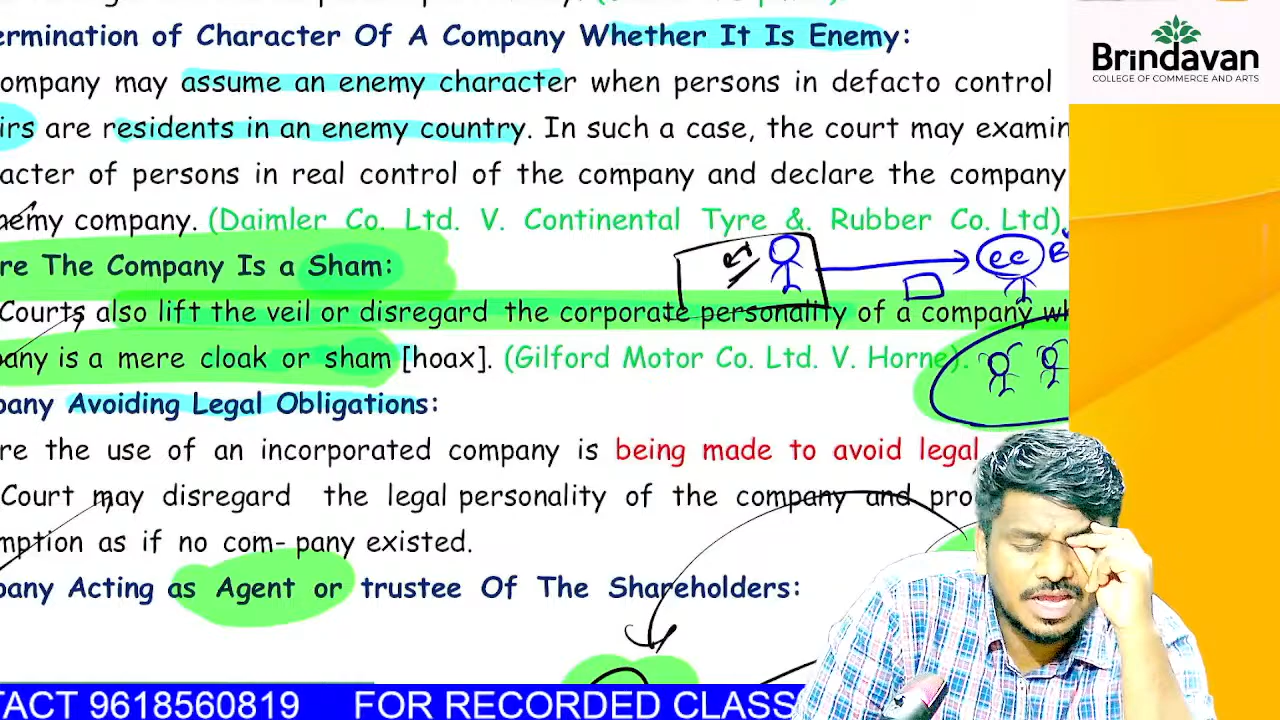 ermination of Character Of A Company Whether It Is Enemy:
ompany may assume an enemy character when persons in defacto control
irs are residents in an enemy country. In such a case, the court may examin
acter of persons in real control of the company and declare the company
nemy company. (Daimler Co. Ltd. V. Continental Tyre &. Rubber Co. Ltd).
re The Company Is a Sham:
Courts also lift the veil or disregard the corporate personality of a company wh
pany is a mere cloak or sham [hoax]. (Gilford Motor Co. Ltd. V. Horne).
pany Avoiding Legal Obligations:
re the use of an incorporated company is being made to avoid legal
Court may disregard the legal personality of the company and pro
mption as if no com- pany existed.
pany Acting as Agent or trustee Of The Shareholders:
Brindavan
COLLEGE OF COMMERCE AND ARTS
TACT 9618560819 FOR RECORDED CLASS